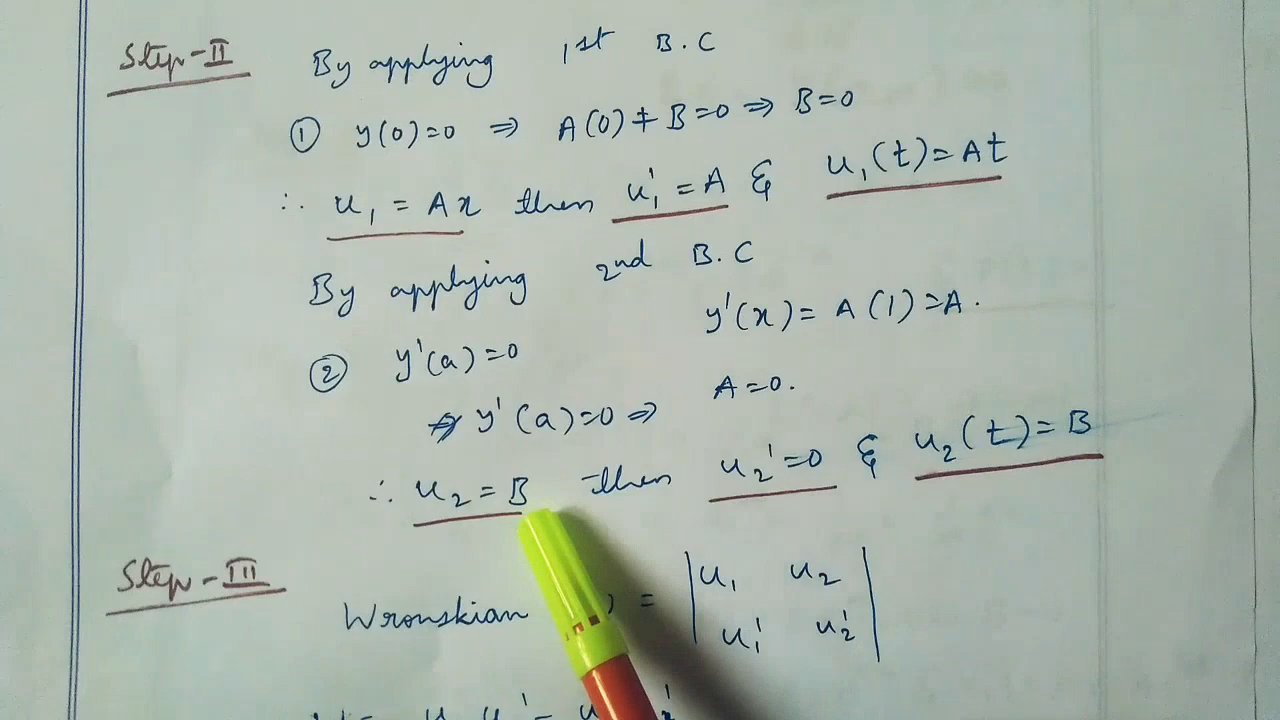 Step-II By applying 1st B.C
① y(0)=0 ⇒ A(0)+B=0 ⇒ B=0
∴ u₁ = Ax then u₁' = A & u₁(t)=At
By applying 2nd B.C
y'(x) = A(1)=A.
② y'(a)=0
y'(a)=0 ⇒ A=0.
∴ u₂ = B then u₂'=0 & u₂(t)=B
Step-III
Wronskian ) = | u₁ u₂ |
| u₁' u₂' |